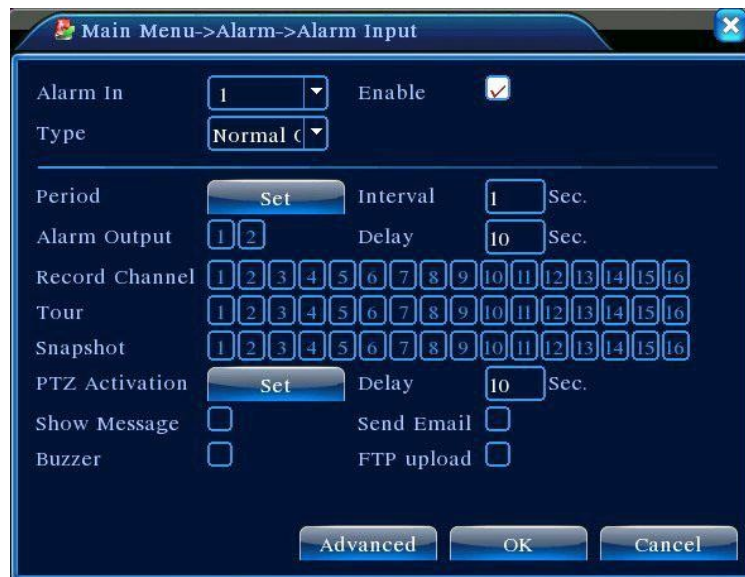 Main Menu->Alarm->Alarm Input
Alarm In 1 Enable
Type Normal
Period Set Interval 1 Sec.
Alarm Output 1 2 Delay 10 Sec.
Record Channel 1 2 3 4 5 6 7 8 9 10 11 12 13 14 15 16
Tour 1 2 3 4 5 6 7 8 9 10 11 12 13 14 15 16
Snapshot 1 2 3 4 5 6 7 8 9 10 11 12 13 14 15 16
PTZ Activation Set Delay 10 Sec.
Show Message Send Email
Buzzer FTP upload
Advanced OK Cancel